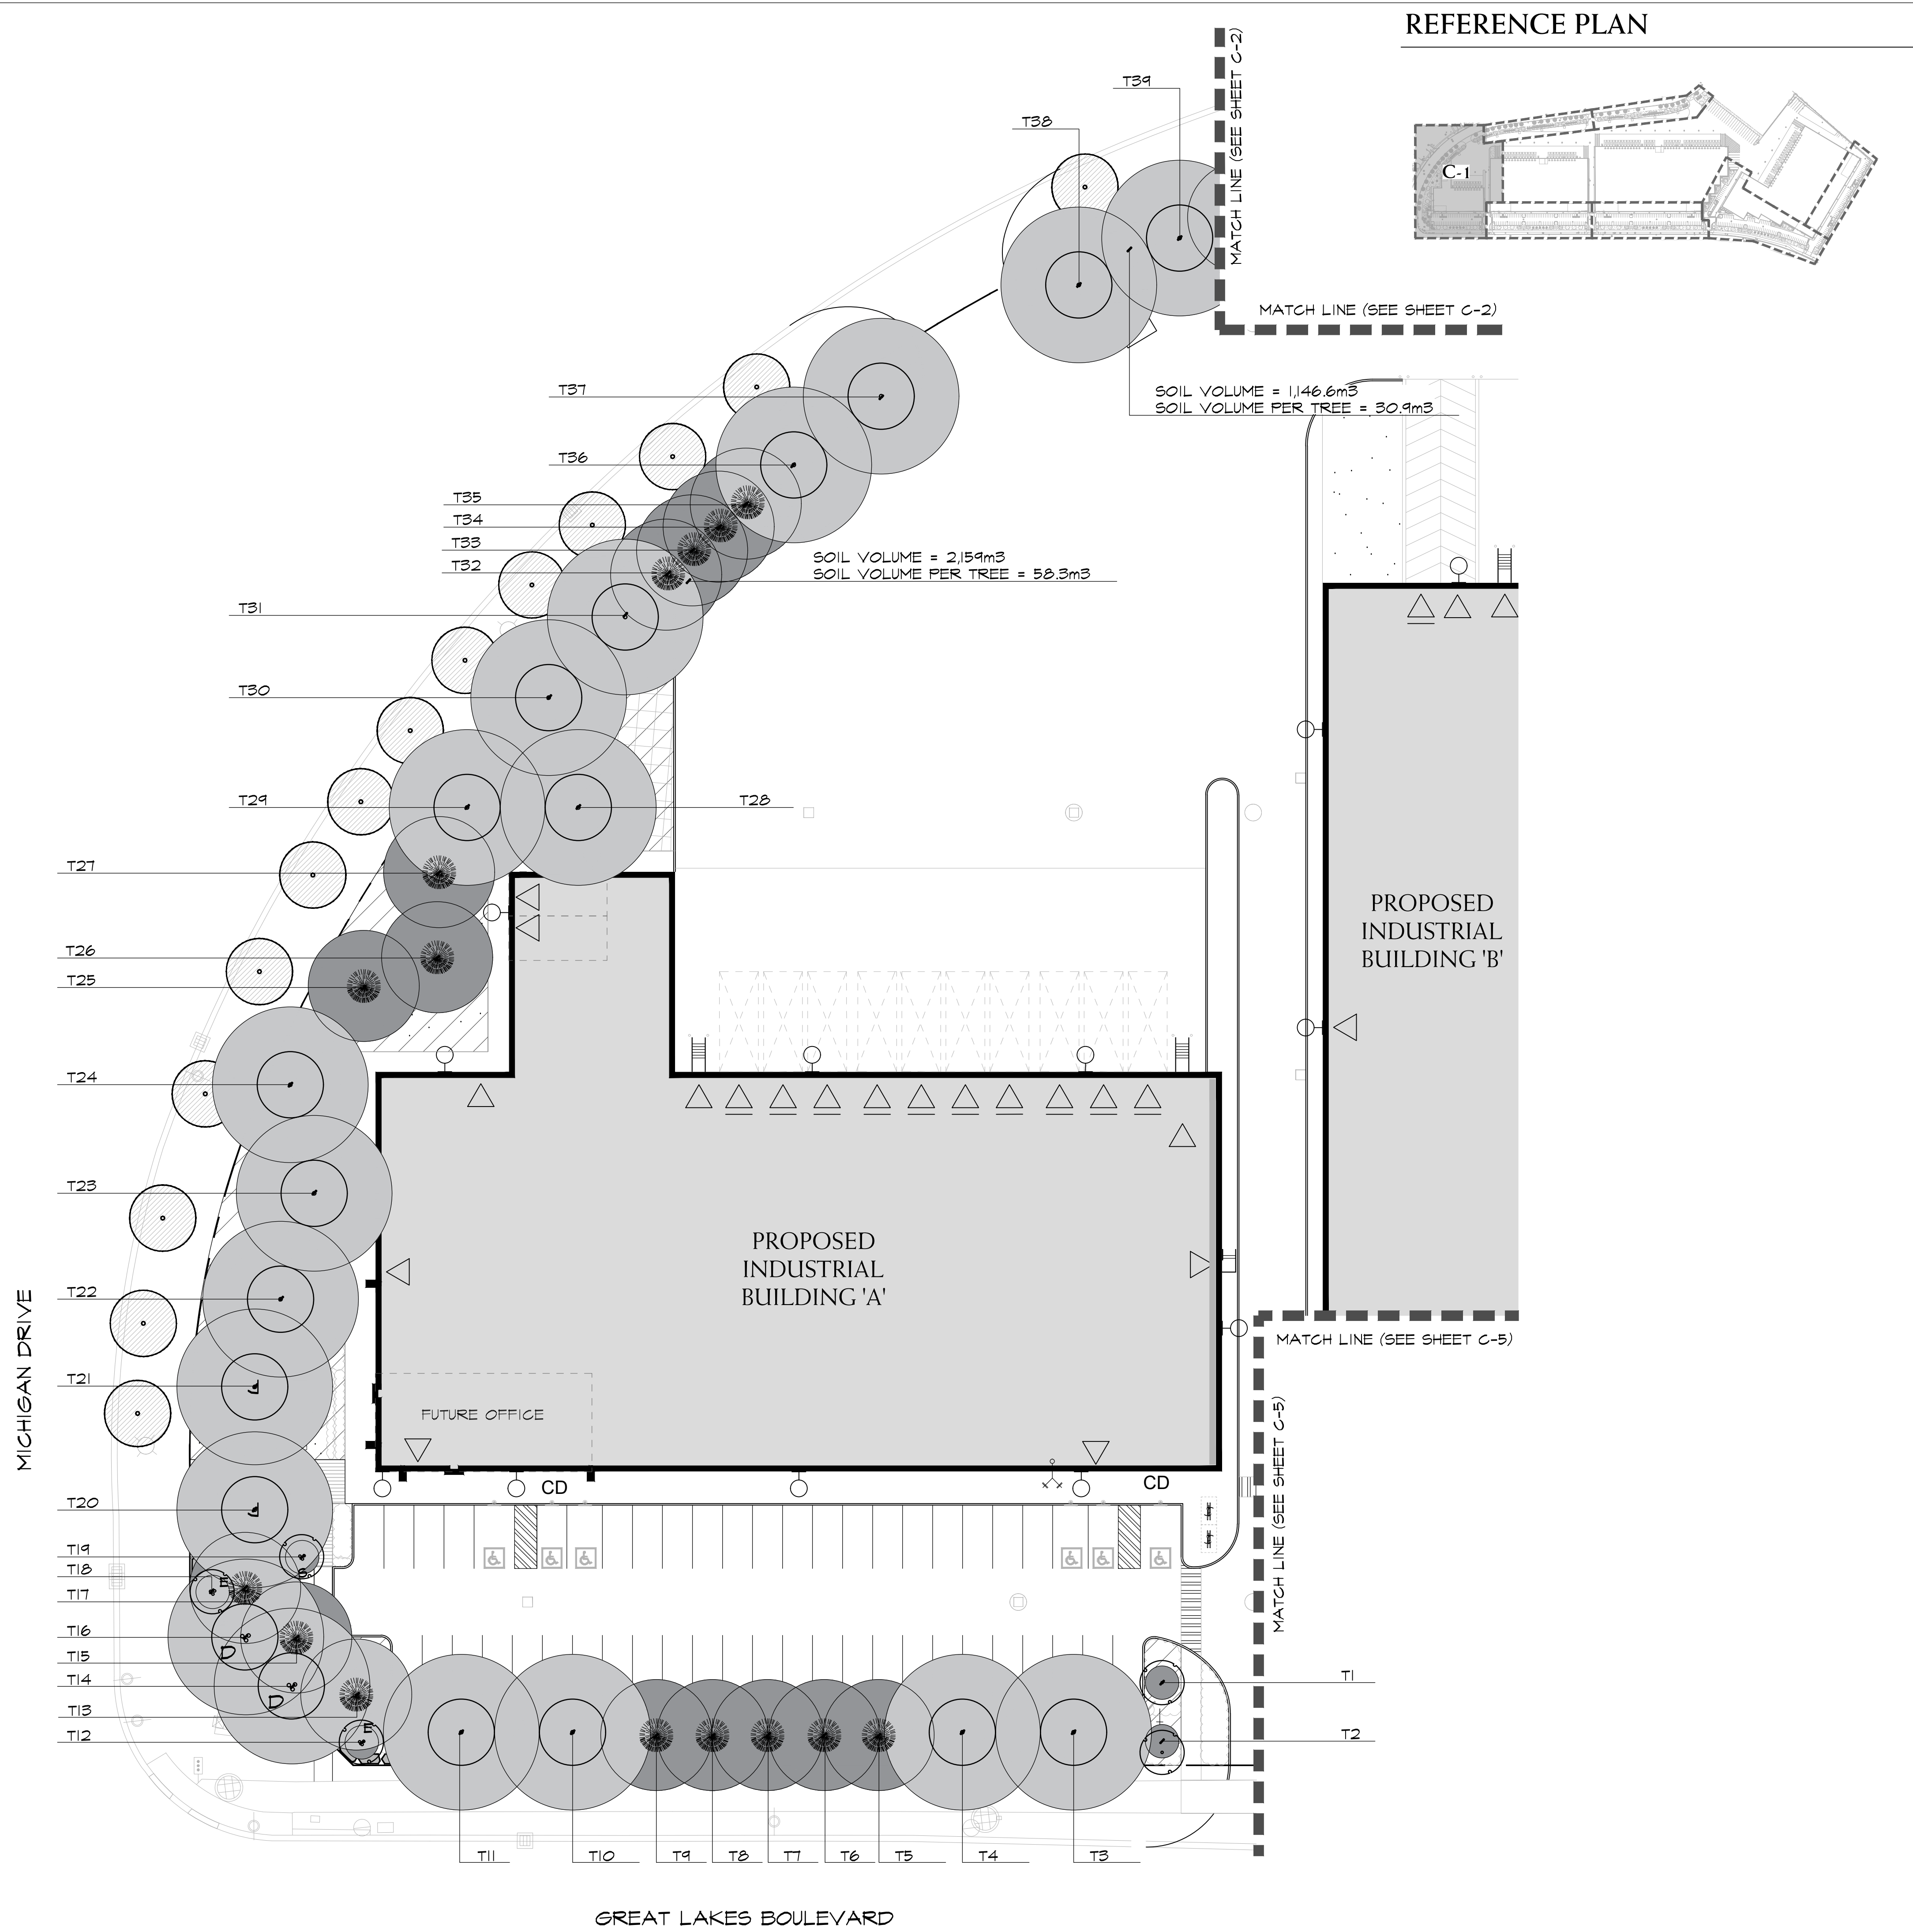 REFERENCE PLAN
C-1
MATCH LINE (SEE SHEET C-2)
MATCH LINE (SEE SHEET C-2)
T39
T38
T37
SOIL VOLUME = 1,146.6m3
SOIL VOLUME PER TREE = 30.9m3
T36
T35
T34
T33
T32
SOIL VOLUME = 2,159m3
SOIL VOLUME PER TREE = 58.3m3
T31
T30
T29
T28
T27
T26
T25
T24
T23
T22
T21
T20
T19
T18
T17
T16
T15
T14
T13
T12
PROPOSED
INDUSTRIAL
BUILDING 'B'
PROPOSED
INDUSTRIAL
BUILDING 'A'
MICHIGAN DRIVE
FUTURE OFFICE
CD
CD
MATCH LINE (SEE SHEET C-5)
MATCH LINE (SEE SHEET C-5)
S
E
D
D
E
T1
T2
T11
T10
T9
T8
T7
T6
T5
T4
T3
GREAT LAKES BOULEVARD